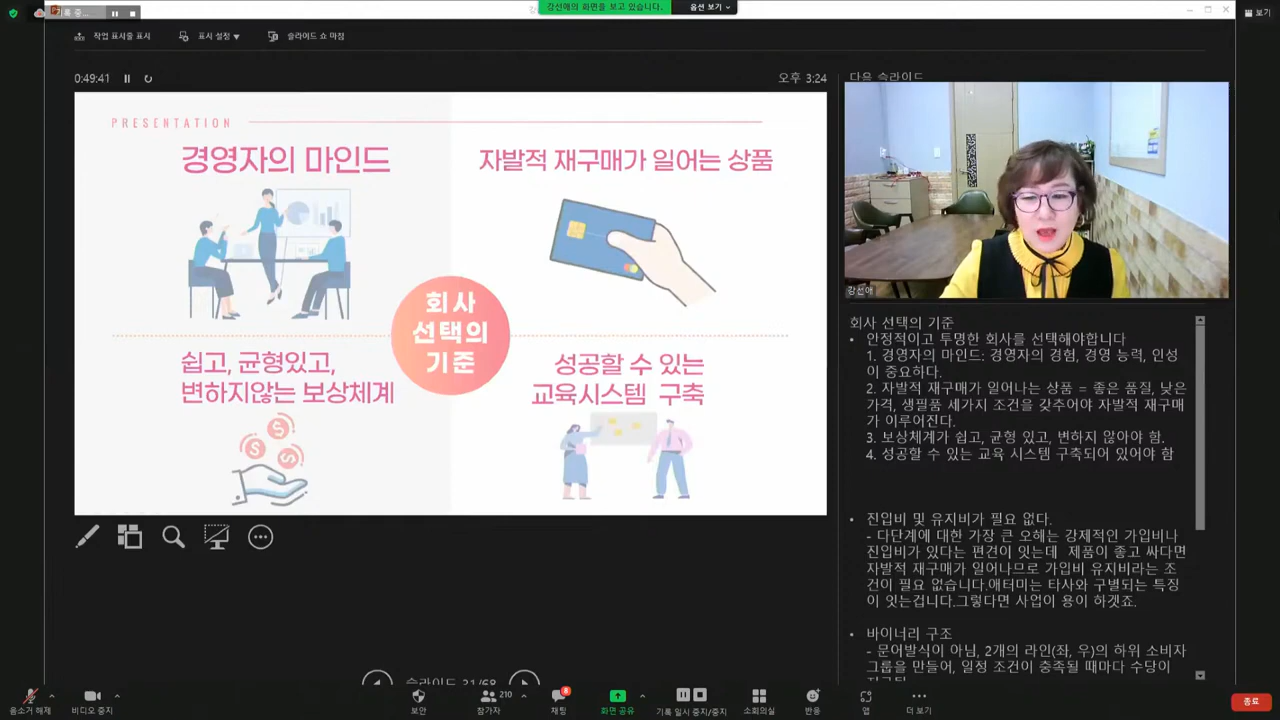 기록 중...
강선애의 화면을 보고 있습니다.
옵션 보기
보기
작업 표시줄 표시
표시 설정
슬라이드 쇼 마침
0:49:41
오후 3:24
다음 슬라이드
PRESENTATION
경영자의 마인드
자발적 재구매가 일어는 상품
회사
선택의
기준
쉽고, 균형있고,
변하지않는 보상체계
성공할 수 있는
교육시스템 구축
강선애
회사 선택의 기준
• 안정적이고 투명한 회사를 선택해야합니다
1. 경영자의 마인드: 경영자의 경험, 경영 능력, 인성
이 중요하다.
2. 자발적 재구매가 일어나는 상품 = 좋은 품질, 낮은
가격, 생필품 세가지 조건을 갖추어야 자발적 재구매
가 이루어진다.
3. 보상체계가 쉽고, 균형 있고, 변하지 않아야 함.
4. 성공할 수 있는 교육 시스템 구축되어 있어야 함
• 진입비 및 유지비가 필요 없다.
- 다단계에 대한 가장 큰 오헤는 강제적인 가입비나
진입비가 있다는 편견이 잇는데 제품이 좋고 싸다면
자발적 재구매가 일어나므로 가입비 유지비라는 조
건이 필요 없습니다.애터미는 타사와 구별되는 특징
이 잇는겁니다.그렇다면 사업이 용이 하겟죠.
• 바이너리 구조
- 문어발식이 아님, 2개의 라인(좌, 우)의 하위 소비자
그룹을 만들어, 일정 조건이 충족될 때마다 수당이
슬라이드 31/68
음소거 해제
비디오 중지
보안
참가자
210
채팅
8
화면 공유
기록 일시 중지/중지
소회의실
반응
앱
더 보기
종료